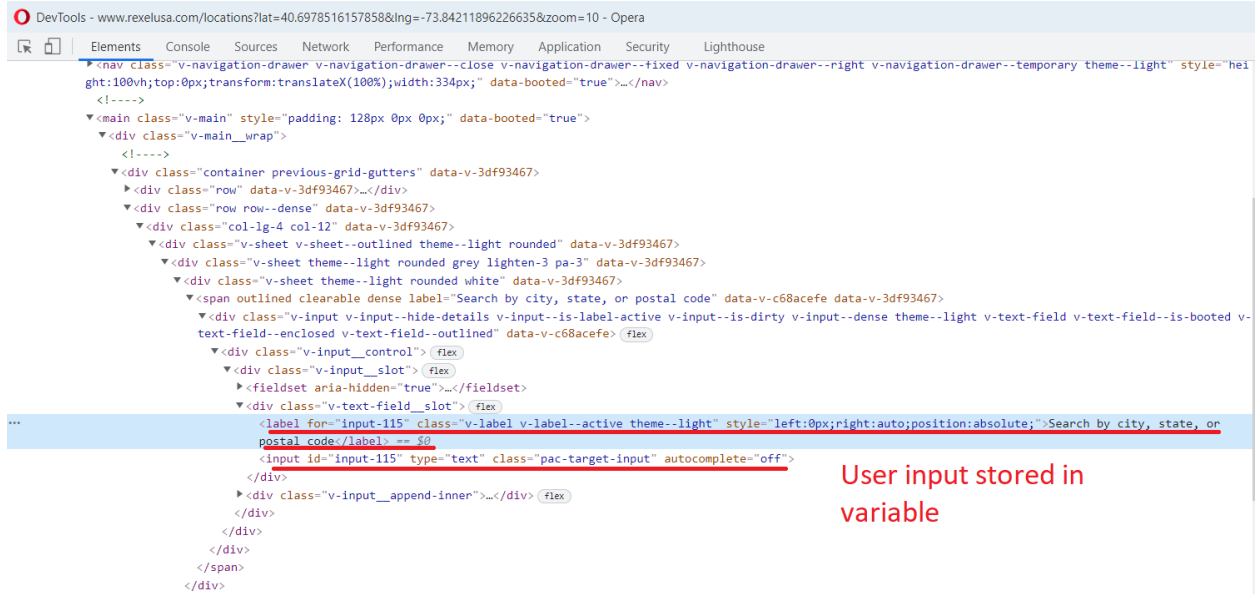 DevTools - www.rexelusa.com/locations?lat=40.6978516157858&lng=-73.84211896226635&zoom=10 - Opera
Elements Console Sources Network Performance Memory Application Security Lighthouse
<nav class="v-navigation-drawer v-navigation-drawer--close v-navigation-drawer--fixed v-navigation-drawer--right v-navigation-drawer--temporary theme--light" style="hei
ght:100vh;top:0px;transform:translateX(100%);width:334px;" data-booted="true">…</nav>
<!---->
<main class="v-main" style="padding: 128px 0px 0px;" data-booted="true">
<div class="v-main__wrap">
<!---->
<div class="container previous-grid-gutters" data-v-3df93467>
<div class="row" data-v-3df93467>…</div>
<div class="row row--dense" data-v-3df93467>
<div class="col-lg-4 col-12" data-v-3df93467>
<div class="v-sheet v-sheet--outlined theme--light rounded" data-v-3df93467>
<div class="v-sheet theme--light rounded grey lighten-3 pa-3" data-v-3df93467>
<div class="v-sheet theme--light rounded white" data-v-3df93467>
<span outlined clearable dense label="Search by city, state, or postal code" data-v-c68acefe data-v-3df93467>
<div class="v-input v-input--hide-details v-input--is-label-active v-input--is-dirty v-input--dense theme--light v-text-field v-text-field--is-booted v-
text-field--enclosed v-text-field--outlined" data-v-c68acefe> flex
<div class="v-input__control"> flex
<div class="v-input__slot"> flex
<fieldset aria-hidden="true">…</fieldset>
<div class="v-text-field__slot"> flex
<label for="input-115" class="v-label v-label--active theme--light" style="left:0px;right:auto;position:absolute;">Search by city, state, or
postal code</label> == $0
<input id="input-115" type="text" class="pac-target-input" autocomplete="off">
</div>
<div class="v-input__append-inner">…</div> flex
</div>
</div>
</div>
</span>
</div>
User input stored in
variable